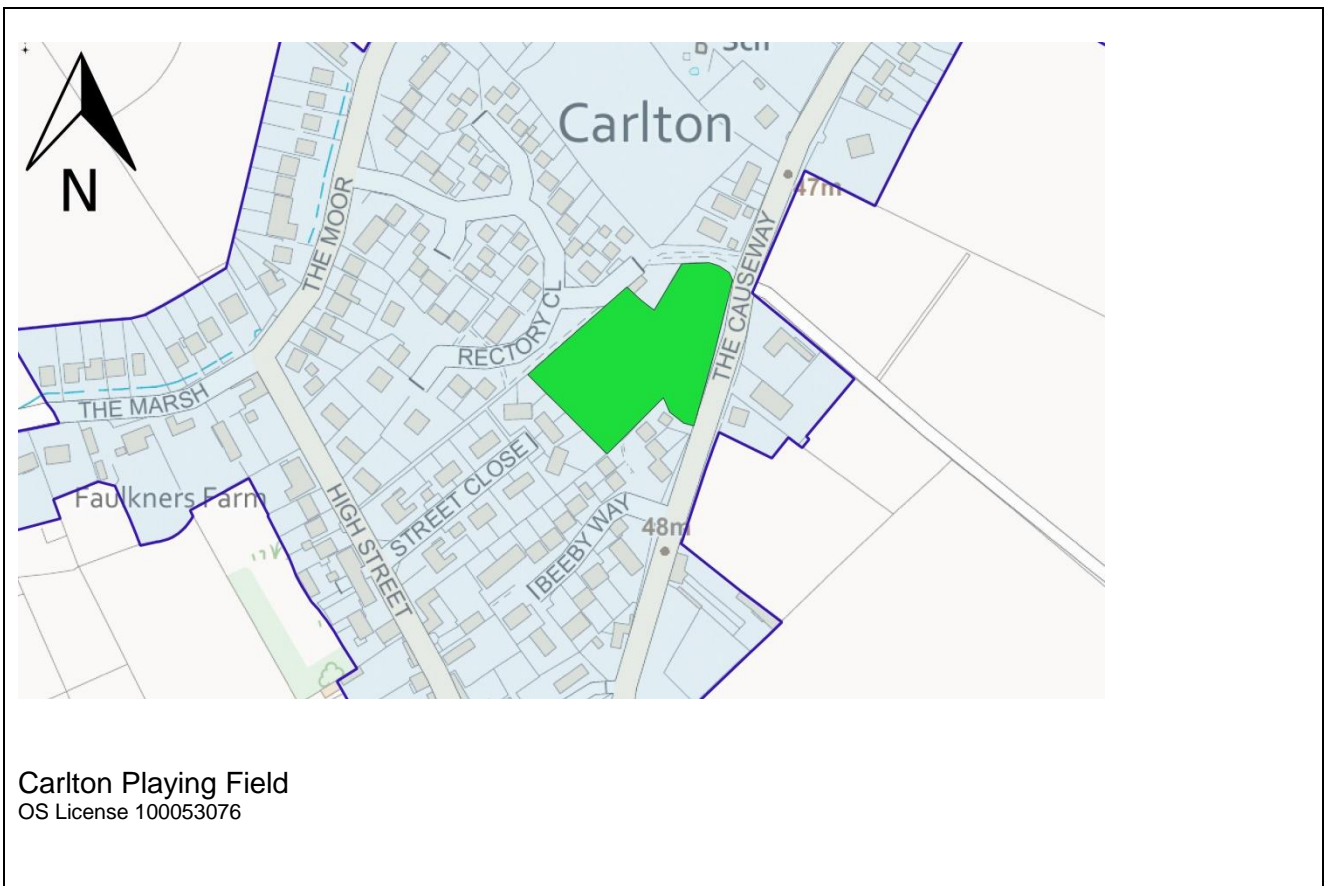 Sch
Carlton
N
47m
THE MOOR
THE CAUSEWAY
RECTORY CL
THE MARSH
Faulkners Farm
HIGH STREET
STREET CLOSE
BEEBY WAY
48m
Carlton Playing Field
OS License 100053076